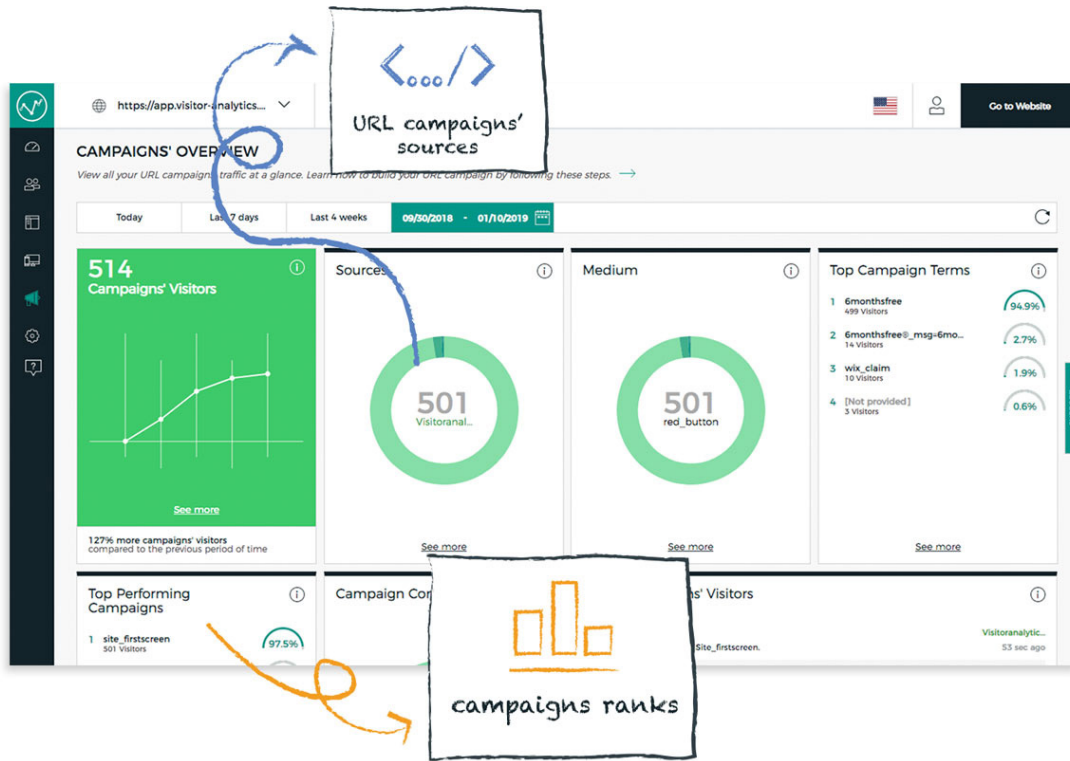 <.../>
URL campaigns'
sources
https://app.visitor-analytics...
Go to Website
CAMPAIGNS' OVERVIEW
View all your URL campaigns traffic at a glance. Learn how to build your URL campaign by following these steps.
Today
Last 7 days
Last 4 weeks
09/30/2018 - 01/10/2019
514
Campaigns' Visitors
See more
127% more campaigns' visitors
compared to the previous period of time
Sources
501
Visitoranal...
See more
Medium
501
red_button
See more
Top Campaign Terms
1 6monthsfree 94.9%
499 Visitors
2 6monthsfree®_msg=6mo... 2.7%
14 Visitors
3 wix_claim 1.9%
10 Visitors
4 [Not provided] 0.6%
3 Visitors
See more
Top Performing
Campaigns
1 site_firstscreen 97.5%
501 Visitors
Campaign
Visitors
Visitoranalytic...
Site_firstscreen.
53 sec ago
campaigns ranks